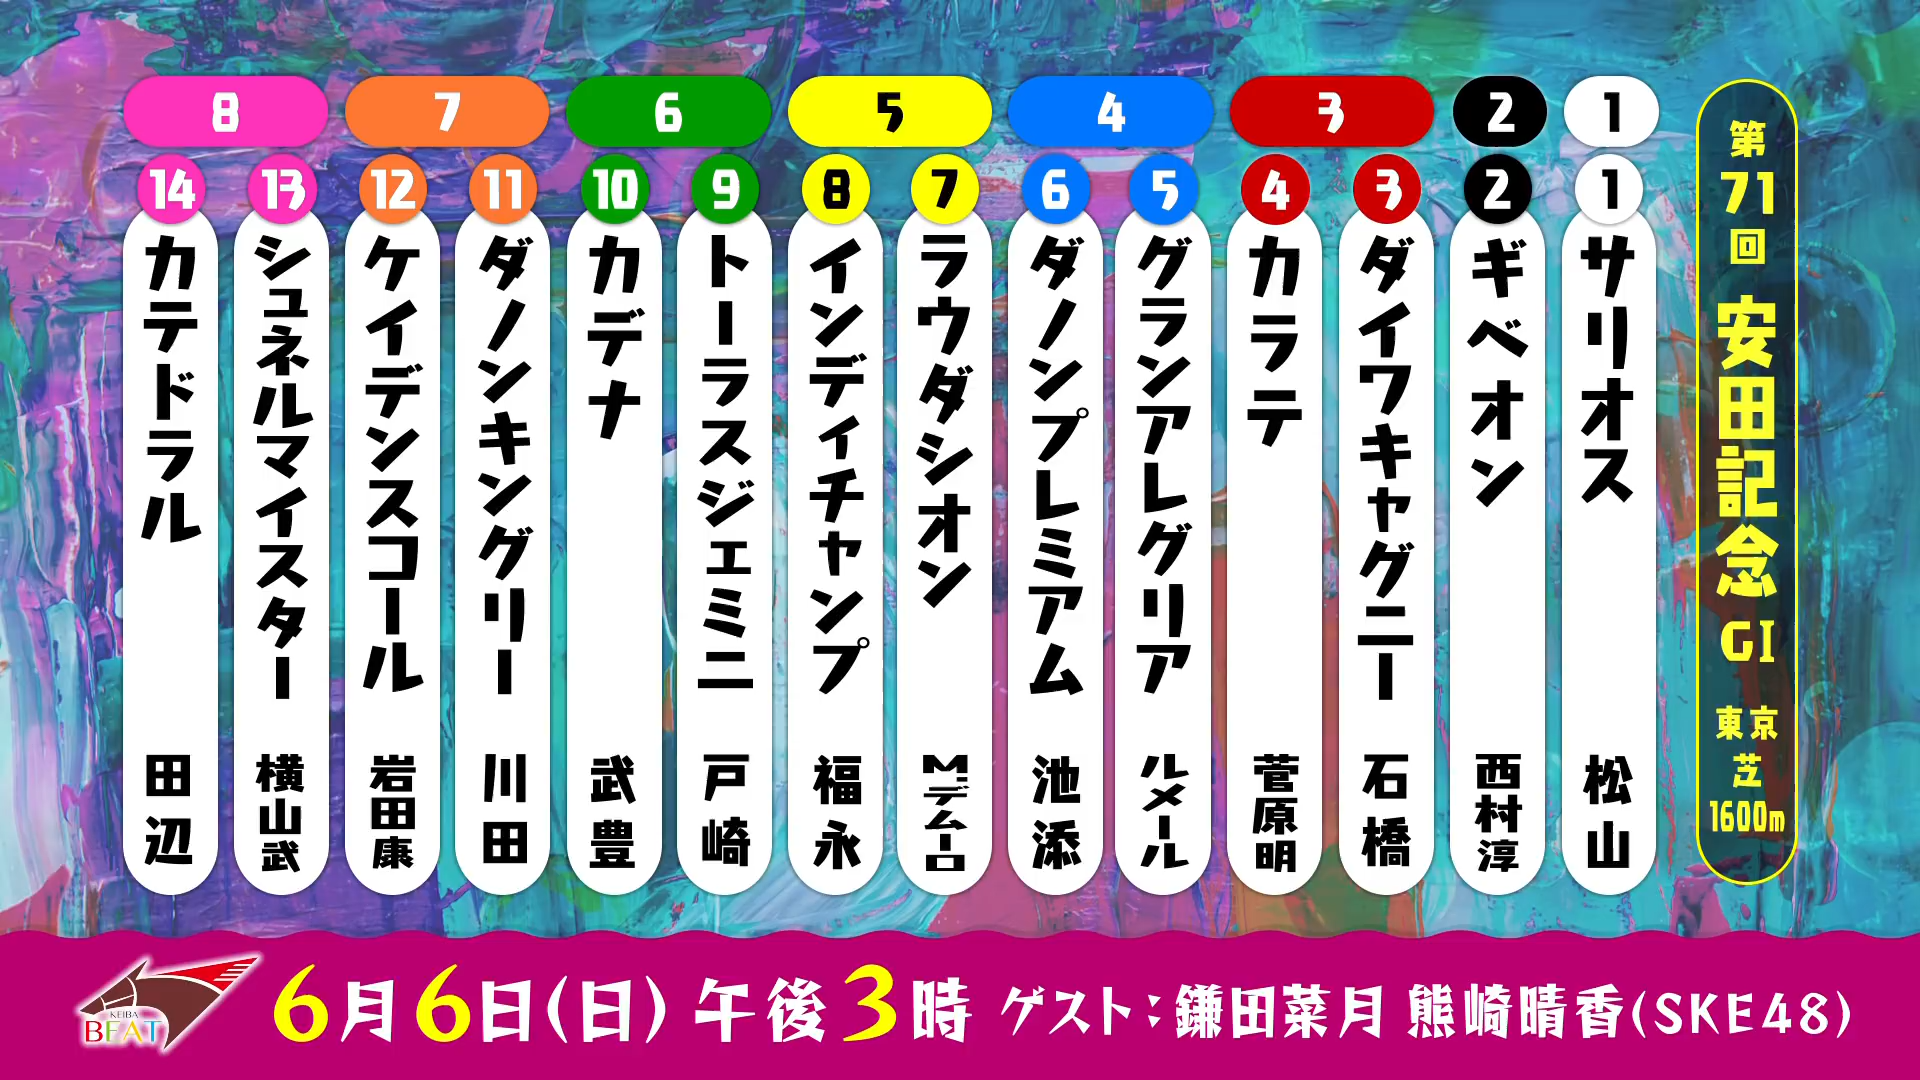 第71回 安田記念 GⅠ 東京 芝 1600m
1
1 サリオス 松山
2
2 ギベオン 西村淳
3
3 ダイワキャグニー 石橋
4 カラテ 菅原明
4
5 グランアレグリア ルメール
6 ダノンプレミアム 池添
5
7 ラウダシオン M.デムーロ
8 インディチャンプ 福永
6
9 トーラスジェミニ 戸崎
10 カデナ 武豊
7
11 ダノンキングリー 川田
12 ケイデンスコール 岩田康
8
13 シュネルマイスター 横山武
14 カテドラル 田辺
KEIBA
BEAT
6月6日(日) 午後3時 ゲスト:鎌田菜月 熊崎晴香(SKE48)